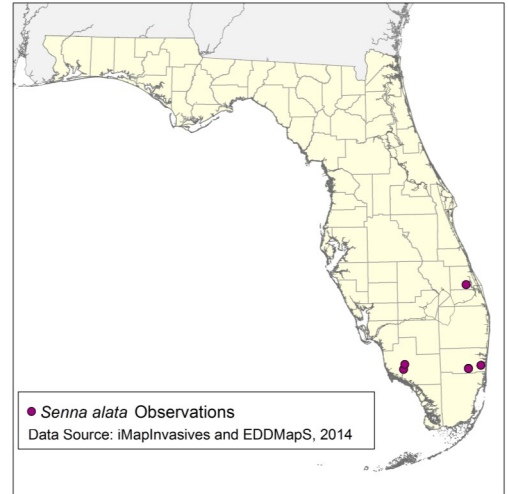 Senna alata Observations
Data Source: iMapInvasives and EDDMapS, 2014